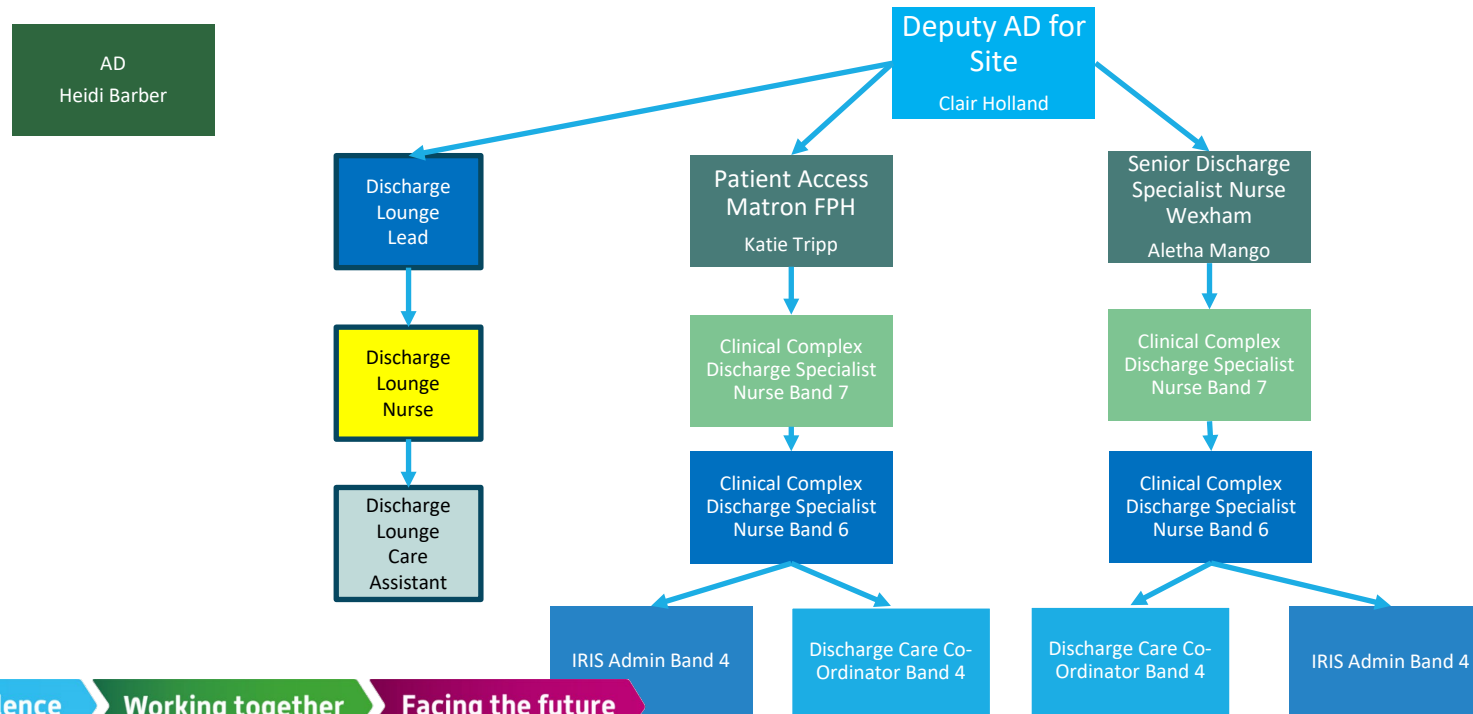 AD
Heidi Barber
Deputy AD for
Site
Clair Holland
Discharge
Lounge
Lead
Patient Access
Matron FPH
Katie Tripp
Senior Discharge
Specialist Nurse
Wexham
Aletha Mango
Discharge
Lounge
Nurse
Clinical Complex
Discharge Specialist
Nurse Band 7
Clinical Complex
Discharge Specialist
Nurse Band 7
Discharge
Lounge
Care
Assistant
Clinical Complex
Discharge Specialist
Nurse Band 6
Clinical Complex
Discharge Specialist
Nurse Band 6
IRIS Admin Band 4
Discharge Care Co-
Ordinator Band 4
Discharge Care Co-
Ordinator Band 4
IRIS Admin Band 4
Working together
Facing the future